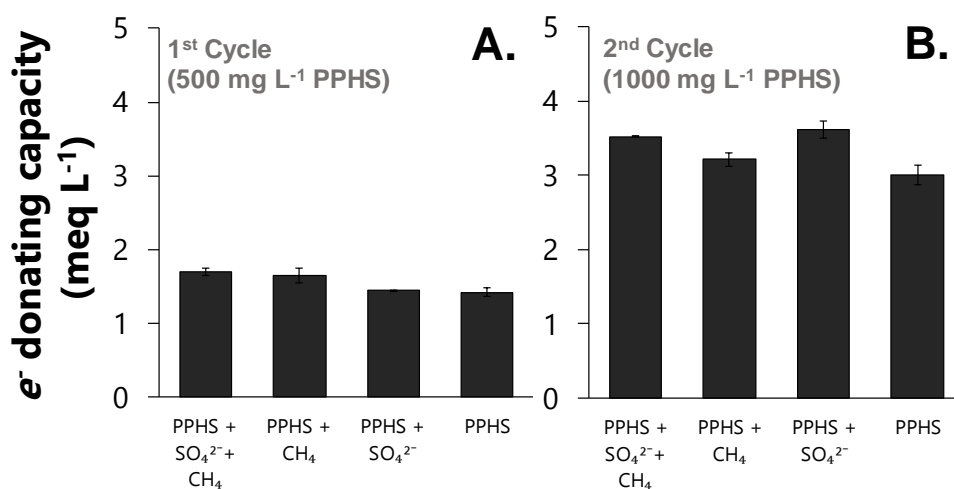 e⁻ donating capacity
(meq L⁻¹)
1ˢᵗ Cycle
(500 mg L⁻¹ PPHS)
A.
5
4
3
2
1
0
PPHS +
SO₄²⁻+
CH₄
PPHS +
CH₄
PPHS +
SO₄²⁻
PPHS
2ⁿᵈ Cycle
(1000 mg L⁻¹ PPHS)
B.
5
4
3
2
1
0
PPHS +
SO₄²⁻+
CH₄
PPHS +
CH₄
PPHS +
SO₄²⁻
PPHS